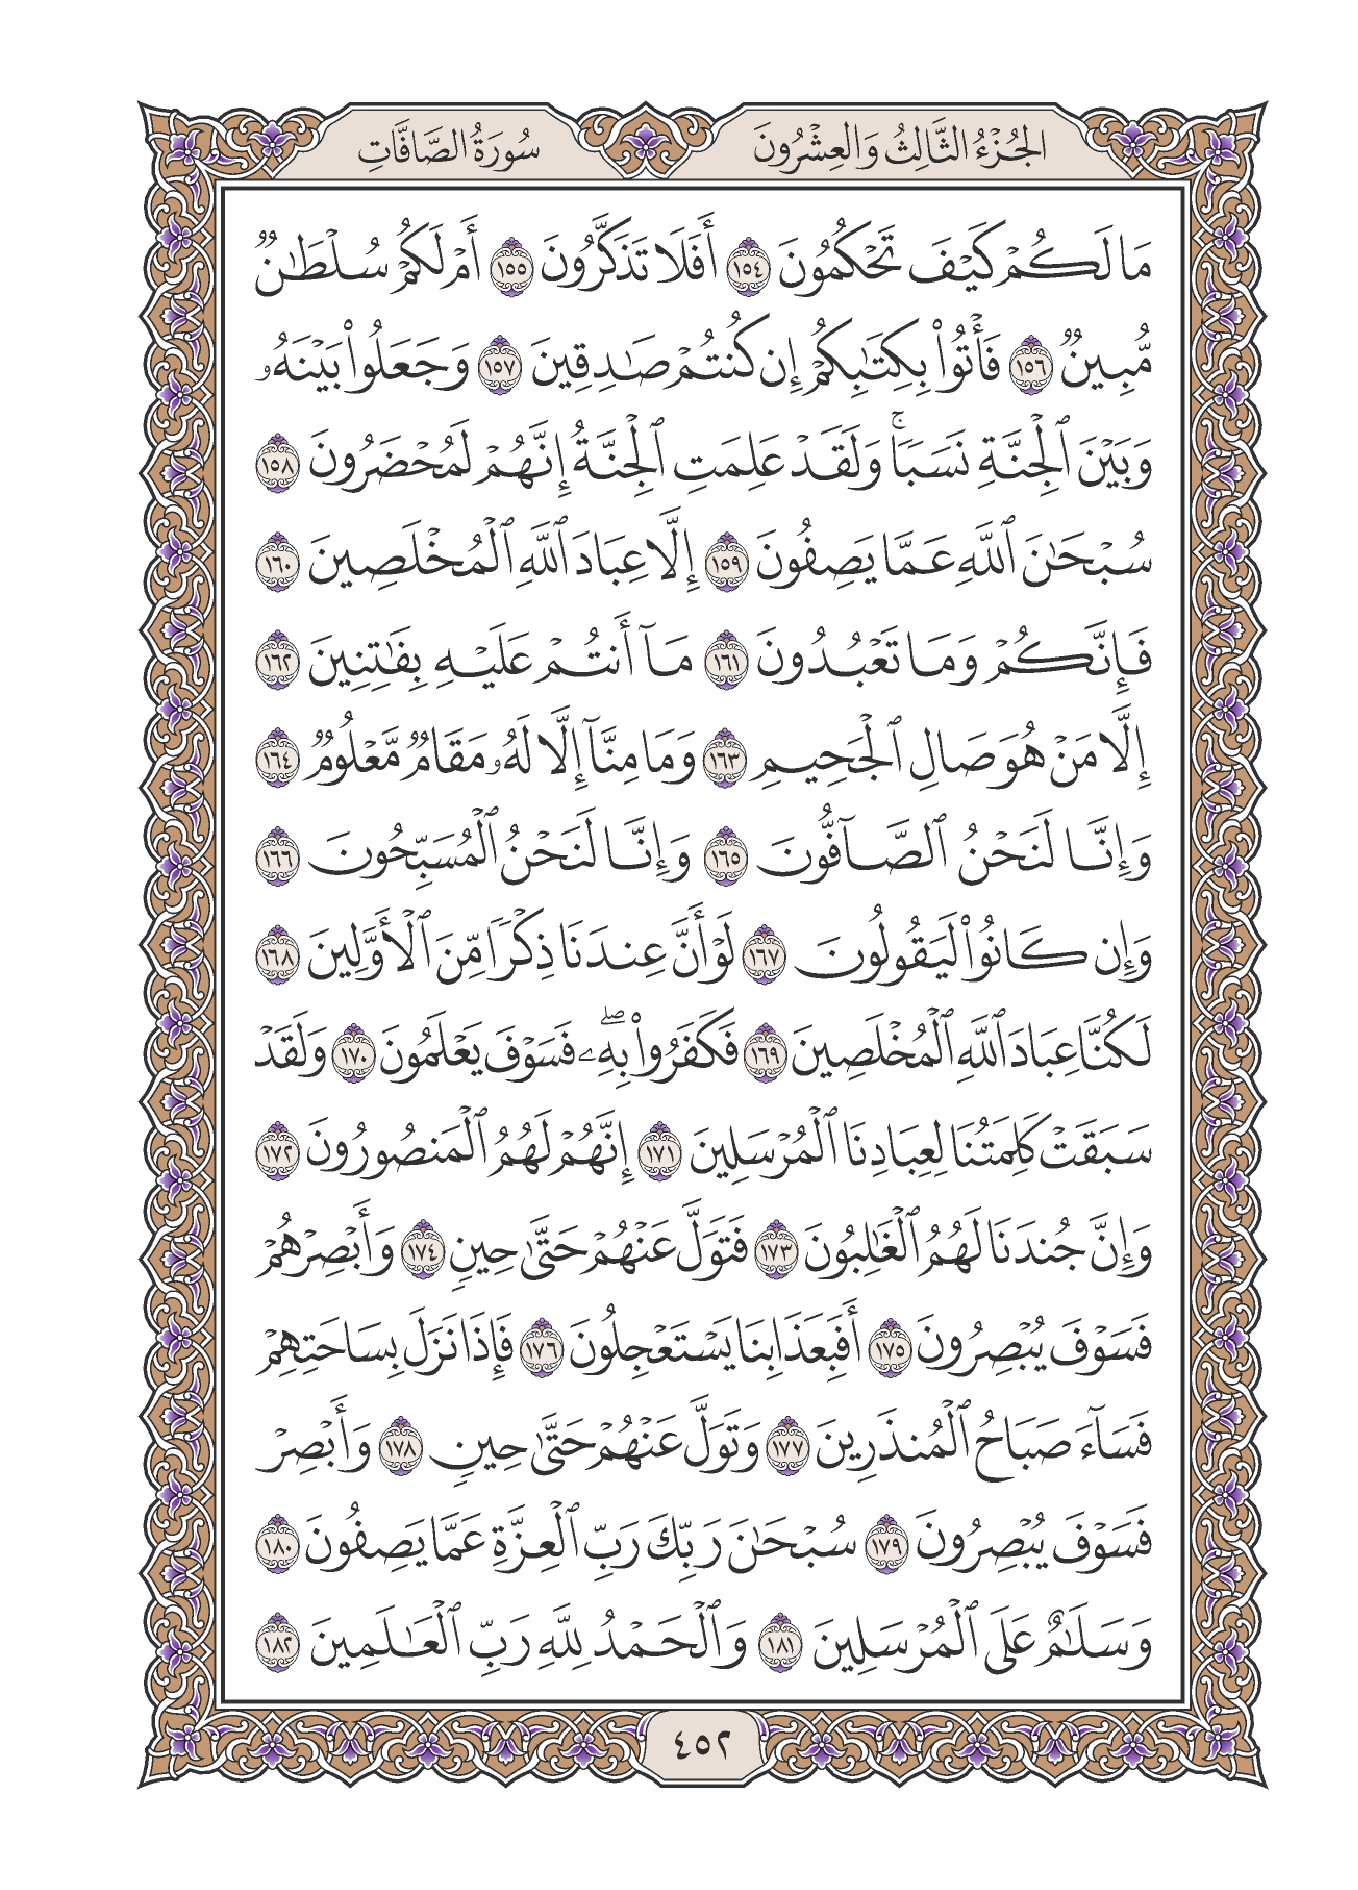 الجُزْءُ الثَّالِثُ وَالعِشْرُونَ
سُورَةُ الصَّافَّاتِ
مَا لَكُمۡ كَيۡفَ تَحۡكُمُونَ ١٥٤ أَفَلَا تَذَكَّرُونَ ١٥٥ أَمۡ لَكُمۡ سُلۡطَٰنٞ
مُّبِينٞ ١٥٦ فَأۡتُواْ بِكِتَٰبِكُمۡ إِن كُنتُمۡ صَٰدِقِينَ ١٥٧ وَجَعَلُواْ بَيۡنَهُۥ
وَبَيۡنَ ٱلۡجِنَّةِ نَسَبٗاۚ وَلَقَدۡ عَلِمَتِ ٱلۡجِنَّةُ إِنَّهُمۡ لَمُحۡضَرُونَ ١٥٨
سُبۡحَٰنَ ٱللَّهِ عَمَّا يَصِفُونَ ١٥٩ إِلَّا عِبَادَ ٱللَّهِ ٱلۡمُخۡلَصِينَ ١٦٠
فَإِنَّكُمۡ وَمَا تَعۡبُدُونَ ١٦١ مَآ أَنتُمۡ عَلَيۡهِ بِفَٰتِنِينَ ١٦٢
إِلَّا مَنۡ هُوَ صَالِ ٱلۡجَحِيمِ ١٦٣ وَمَا مِنَّآ إِلَّا لَهُۥ مَقَامٞ مَّعۡلُومٞ ١٦٤
وَإِنَّا لَنَحۡنُ ٱلصَّآفُّونَ ١٦٥ وَإِنَّا لَنَحۡنُ ٱلۡمُسَبِّحُونَ ١٦٦
وَإِن كَانُواْ لَيَقُولُونَ ١٦٧ لَوۡ أَنَّ عِندَنَا ذِكۡرٗا مِّنَ ٱلۡأَوَّلِينَ ١٦٨
لَكُنَّا عِبَادَ ٱللَّهِ ٱلۡمُخۡلَصِينَ ١٦٩ فَكَفَرُواْ بِهِۦۖ فَسَوۡفَ يَعۡلَمُونَ ١٧٠ وَلَقَدۡ
سَبَقَتۡ كَلِمَتُنَا لِعِبَادِنَا ٱلۡمُرۡسَلِينَ ١٧١ إِنَّهُمۡ لَهُمُ ٱلۡمَنصُورُونَ ١٧٢
وَإِنَّ جُندَنَا لَهُمُ ٱلۡغَٰلِبُونَ ١٧٣ فَتَوَلَّ عَنۡهُمۡ حَتَّىٰ حِينٖ ١٧٤ وَأَبۡصِرۡهُمۡ
فَسَوۡفَ يُبۡصِرُونَ ١٧٥ أَفَبِعَذَابِنَا يَسۡتَعۡجِلُونَ ١٧٦ فَإِذَا نَزَلَ بِسَاحَتِهِمۡ
فَسَآءَ صَبَاحُ ٱلۡمُنذَرِينَ ١٧٧ وَتَوَلَّ عَنۡهُمۡ حَتَّىٰ حِينٖ ١٧٨ وَأَبۡصِرۡ
فَسَوۡفَ يُبۡصِرُونَ ١٧٩ سُبۡحَٰنَ رَبِّكَ رَبِّ ٱلۡعِزَّةِ عَمَّا يَصِفُونَ ١٨٠
وَسَلَٰمٌ عَلَى ٱلۡمُرۡسَلِينَ ١٨١ وَٱلۡحَمۡدُ لِلَّهِ رَبِّ ٱلۡعَٰلَمِينَ ١٨٢
٤٥٢